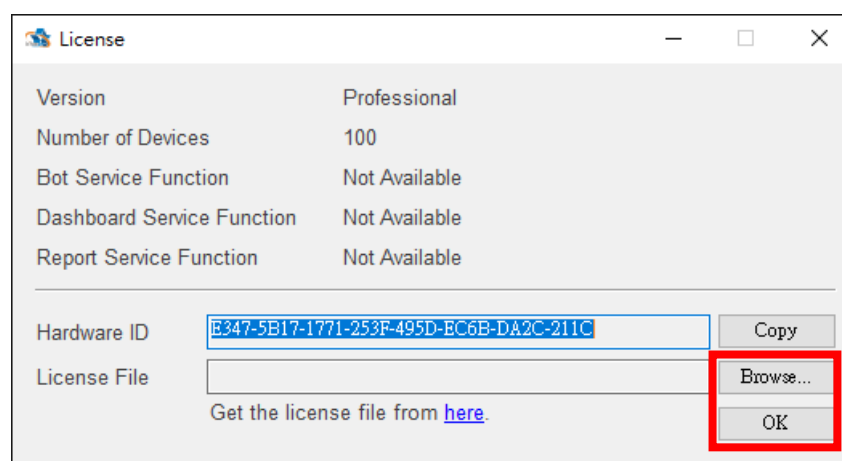 License
Version Professional
Number of Devices 100
Bot Service Function Not Available
Dashboard Service Function Not Available
Report Service Function Not Available
Hardware ID E347-5B17-1771-253F-495D-EC6B-DA2C-211C Copy
License File Browse...
Get the license file from here. OK